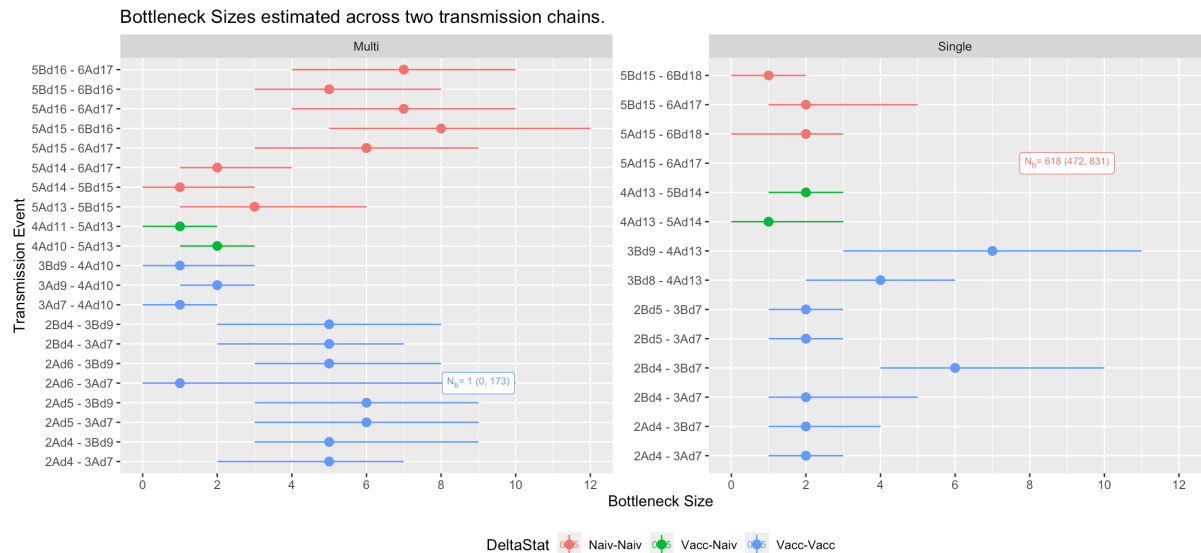 Bottleneck Sizes estimated across two transmission chains.
Multi
Single
Transmission Event
5Bd16 - 6Ad17
5Bd15 - 6Bd16
5Ad16 - 6Ad17
5Ad15 - 6Bd16
5Ad15 - 6Ad17
5Ad14 - 6Ad17
5Ad14 - 5Bd15
5Ad13 - 5Bd15
4Ad11 - 5Ad13
4Ad10 - 5Ad13
3Bd9 - 4Ad10
3Ad9 - 4Ad10
3Ad7 - 4Ad10
2Bd4 - 3Bd9
2Bd4 - 3Ad7
2Ad6 - 3Bd9
2Ad6 - 3Ad7
2Ad5 - 3Bd9
2Ad5 - 3Ad7
2Ad4 - 3Bd9
2Ad4 - 3Ad7
Nb= 1 (0, 173)
0 2 4 6 8 10 12
5Bd15 - 6Bd18
5Bd15 - 6Ad17
5Ad15 - 6Bd18
5Ad15 - 6Ad17
4Ad13 - 5Bd14
4Ad13 - 5Ad14
3Bd9 - 4Ad13
3Bd8 - 4Ad13
2Bd5 - 3Bd7
2Bd5 - 3Ad7
2Bd4 - 3Bd7
2Bd4 - 3Ad7
2Ad4 - 3Bd7
2Ad4 - 3Ad7
Nb= 618 (472, 831)
0 2 4 6 8 10 12
Bottleneck Size
DeltaStat Naiv-Naiv Vacc-Naiv Vacc-Vacc